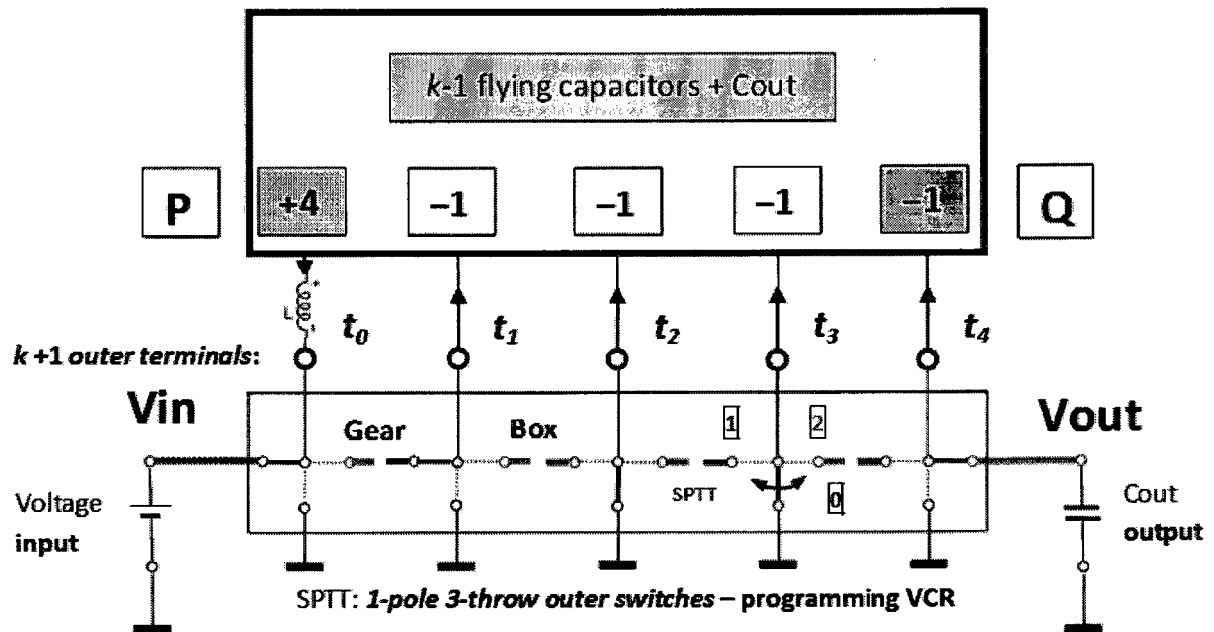 k-1 flying capacitors + Cout
P +4 −1 −1 −1 −1 Q
L + t0 t1 t2 t3 t4
k +1 outer terminals:
Vin Vout
Gear Box 1 2
SPTT 0
Voltage input
Cout output
SPTT: 1-pole 3-throw outer switches – programming VCR